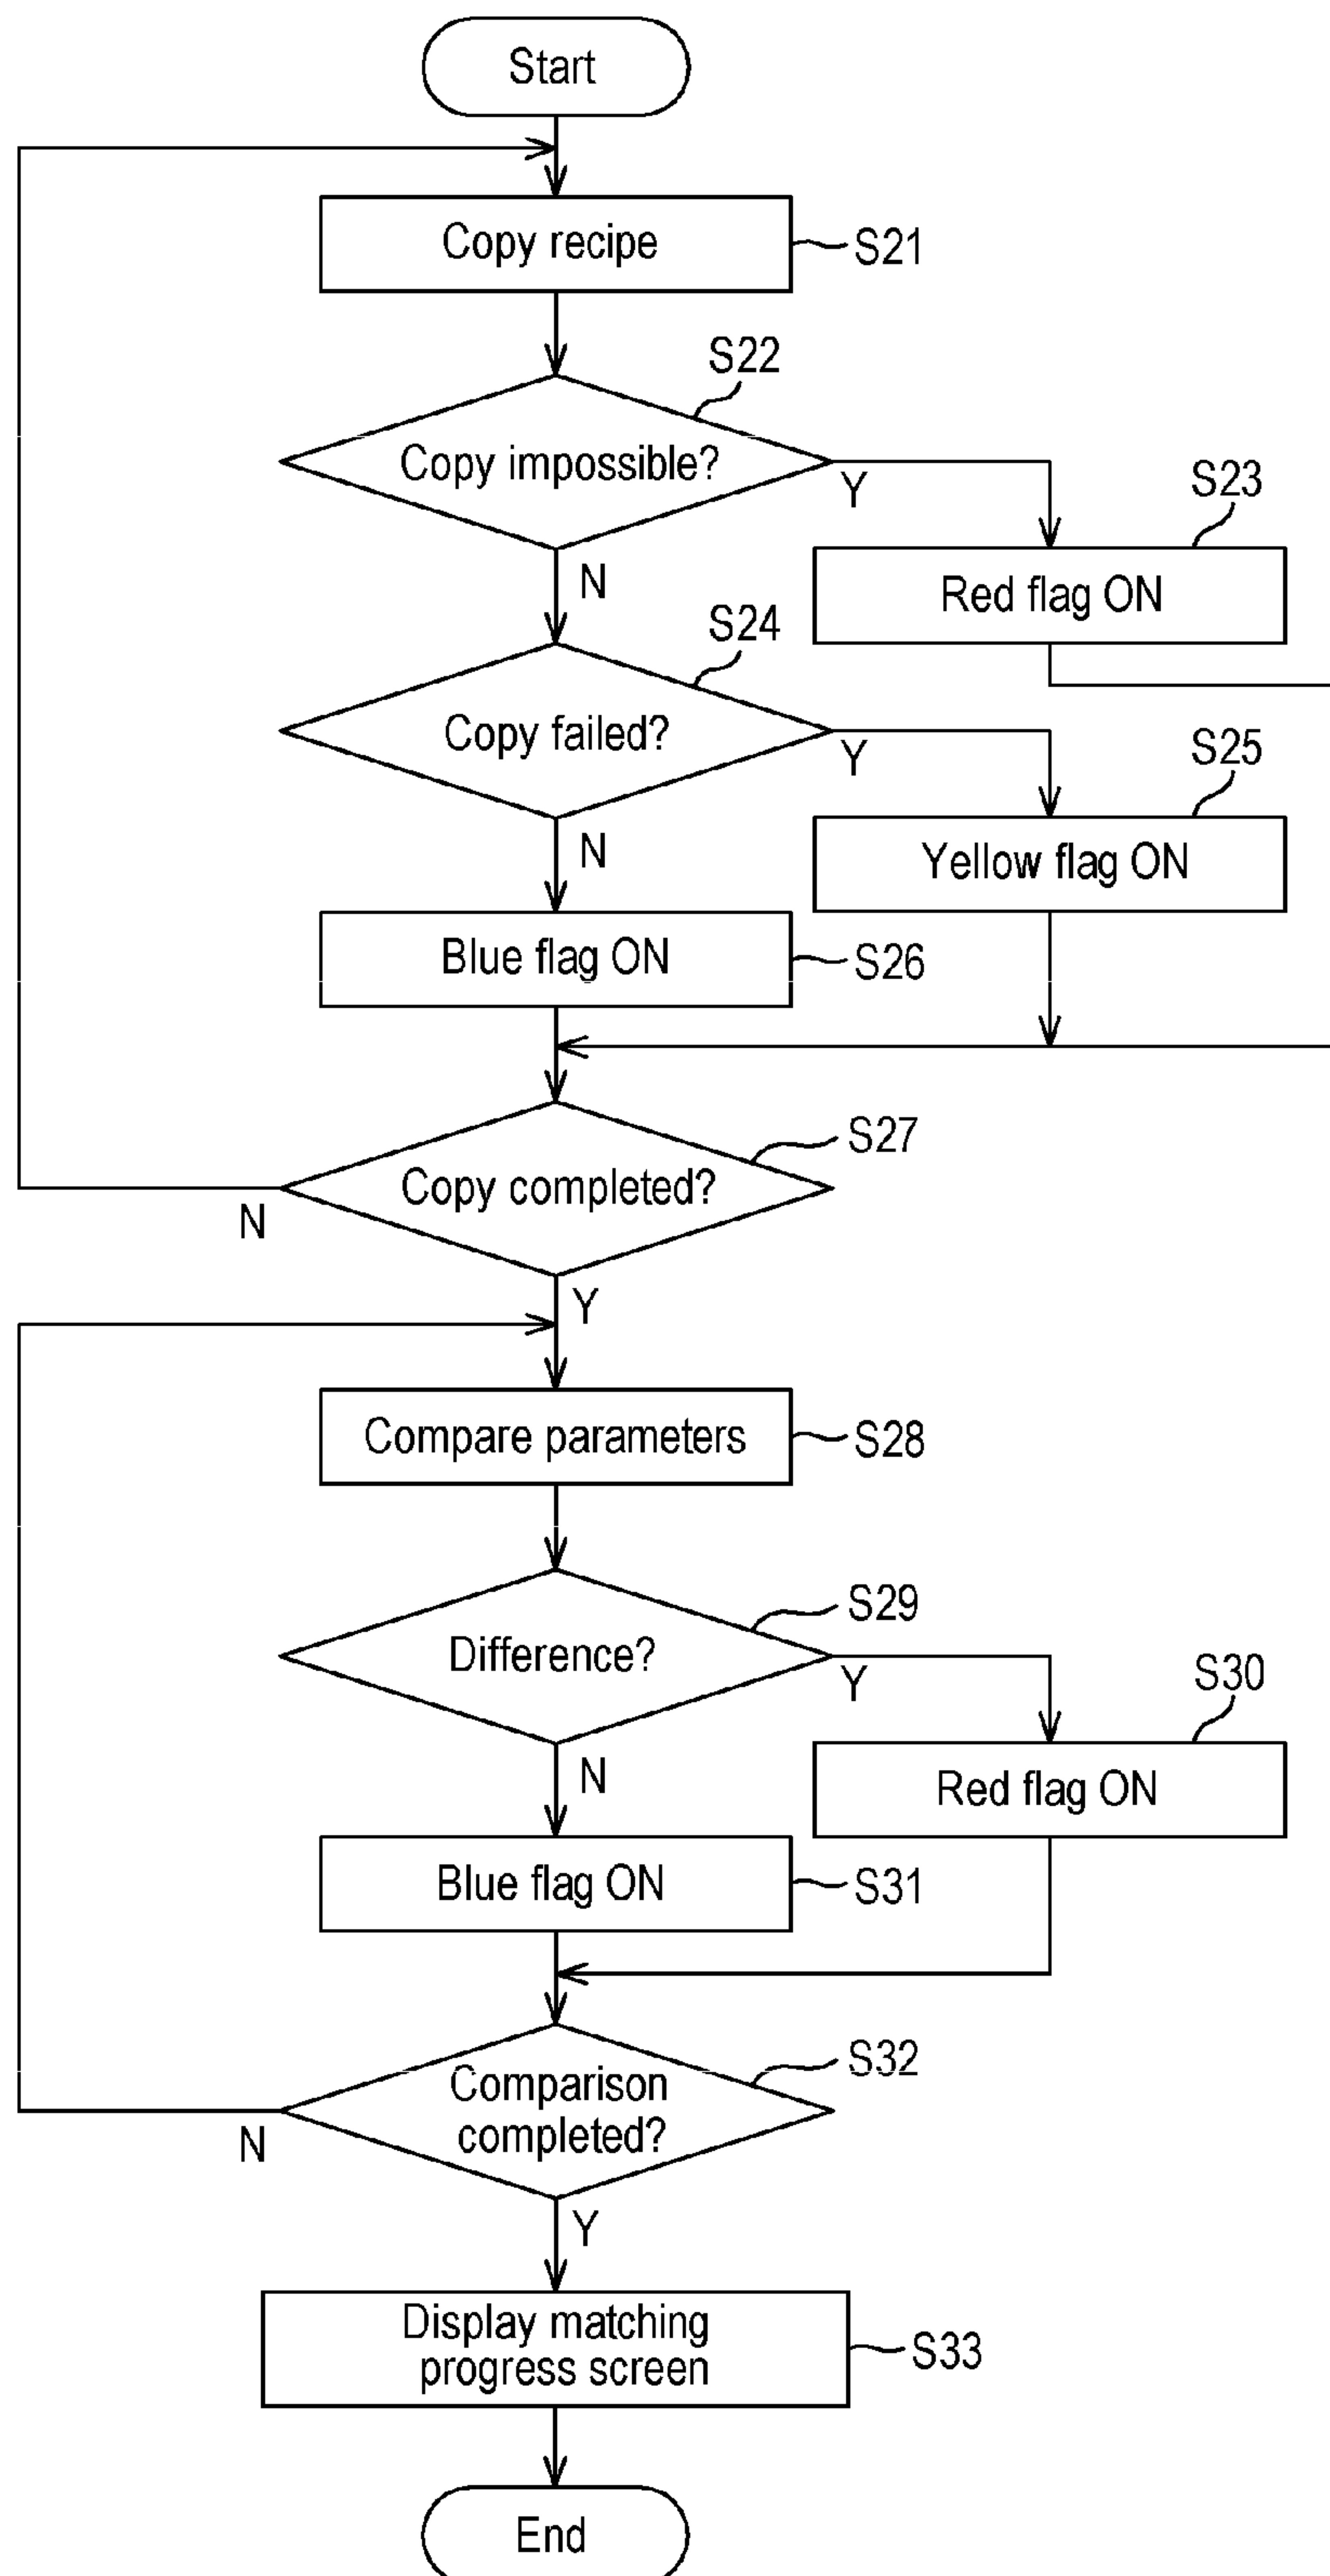 Start
Copy recipe
S21
S22
Copy impossible?
Y
S23
Red flag ON
N
S24
Copy failed?
Y
S25
Yellow flag ON
N
Blue flag ON
S26
S27
Copy completed?
N
Y
Compare parameters
S28
S29
Difference?
Y
S30
Red flag ON
N
Blue flag ON
S31
S32
Comparison
completed?
N
Y
Display matching
progress screen
S33
End